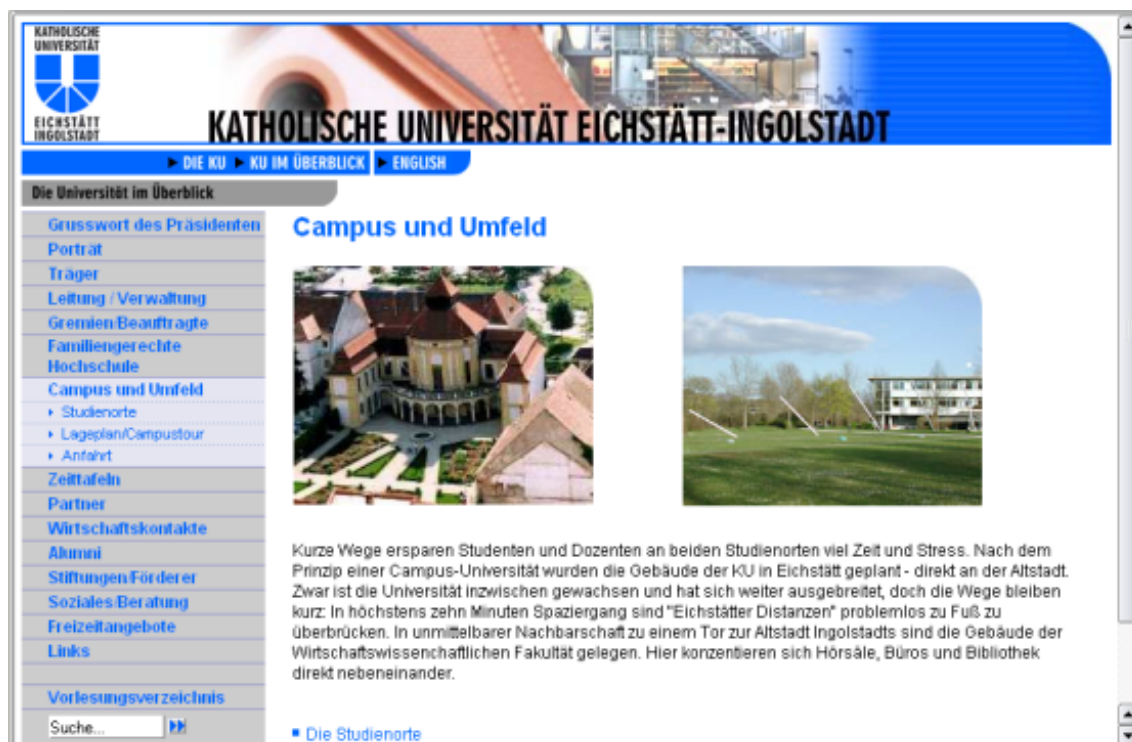 KATHOLISCHE
UNIVERSITÄT
EICHSTÄTT
INGOLSTADT
KATHOLISCHE UNIVERSITÄT EICHSTÄTT-INGOLSTADT
DIE KU KU IM ÜBERBLICK ENGLISH
Die Universität im Überblick
Grusswort des Präsidenten
Porträt
Träger
Leitung / Verwaltung
Gremien/Beauftragte
Familiengerechte
Hochschule
Campus und Umfeld
Studienorte
Lageplan/Campustour
Anfahrt
Zeittafeln
Partner
Wirtschaftskontakte
Alumni
Stiftungen/Förderer
Soziales/Beratung
Freizeitangebote
Links
Vorlesungsverzeichnis
Suche...
Campus und Umfeld
Kurze Wege ersparen Studenten und Dozenten an beiden Studienorten viel Zeit und Stress. Nach dem
Prinzip einer Campus-Universität wurden die Gebäude der KU in Eichstätt geplant - direkt an der Altstadt.
Zwar ist die Universität inzwischen gewachsen und hat sich weiter ausgebreitet, doch die Wege bleiben
kurz: In höchstens zehn Minuten Spaziergang sind "Eichstätter Distanzen" problemlos zu Fuß zu
überbrücken. In unmittelbarer Nachbarschaft zu einem Tor zur Altstadt Ingolstadts sind die Gebäude der
Wirtschaftswissenschaftlichen Fakultät gelegen. Hier konzentieren sich Hörsäle, Büros und Bibliothek
direkt nebeneinander.
Die Studienorte